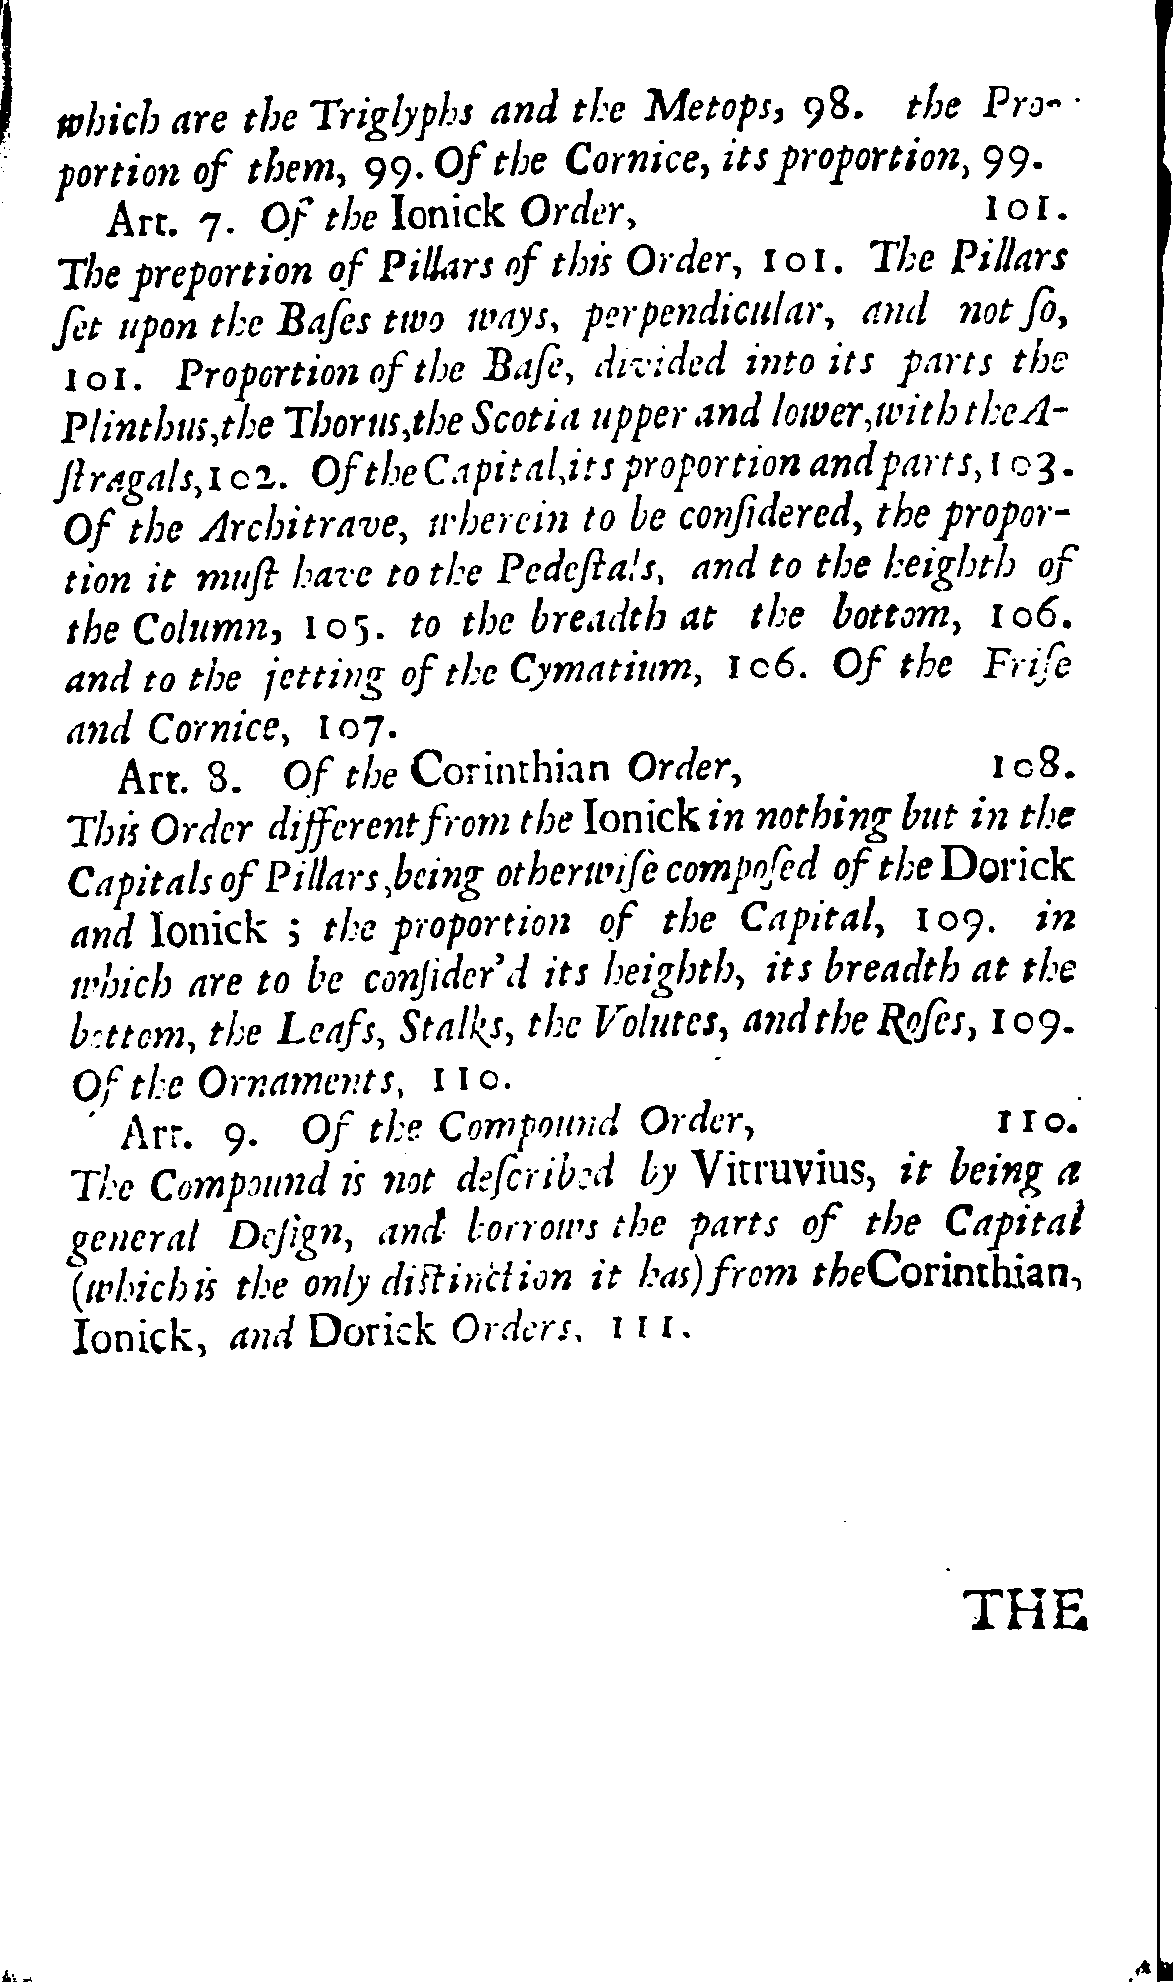 which are the Triglyphs and the Metops, 98. the Pro-
portion of them, 99. Of the Cornice, its proportion, 99.
Art. 7. Of the Ionick Order, 101.
The preportion of Pillars of this Order, 101. The Pillars
ſet upon the Baſes two ways, perpendicular, and not ſo,
101. Proportion of the Baſe, divided into its parts the
Plinthus, the Thorus, the Scotia upper and lower, with the A-
ſtragals, 102. Of the Capital, its proportion and parts, 103.
Of the Architrave, wherein to be conſidered, the propor-
tion it muſt have to the Pedeſtals, and to the heighth of
the Column, 105. to the breadth at the bottom, 106.
and to the jetting of the Cymatium, 106. Of the Friſe
and Cornice, 107.
Art. 8. Of the Corinthian Order, 108.
This Order different from the Ionick in nothing but in the
Capitals of Pillars, being otherwiſe compoſed of the Dorick
and Ionick ; the proportion of the Capital, 109. in
which are to be conſider'd its heighth, its breadth at the
bottom, the Leafs, Stalks, the Volutes, and the Roſes, 109.
Of the Ornaments, 110.
Art. 9. Of the Compound Order, 110.
The Compound is not deſcribed by Vitruvius, it being a
general Deſign, and borrows the parts of the Capital
(which is the only diſtinction it has) from the Corinthian,
Ionick, and Dorick Orders. 111.
THE